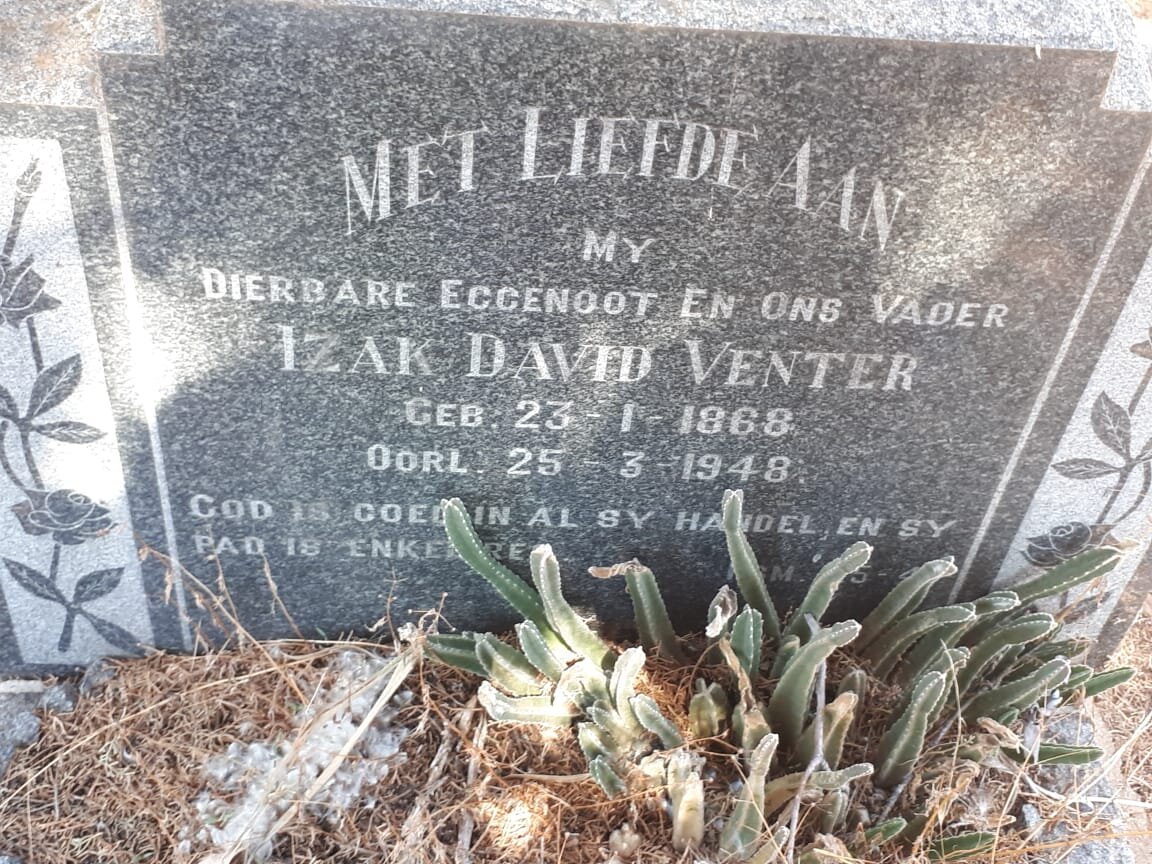 MET LIEFDE AAN
MY
DIERBARE EGGENOOT EN ONS VADER
IZAK DAVID VENTER
GEB. 23-1-1868
OORL. 25-3-1948.
GOD IS GOED IN AL SY HANDEL, EN SY
PAD IS ENKEL